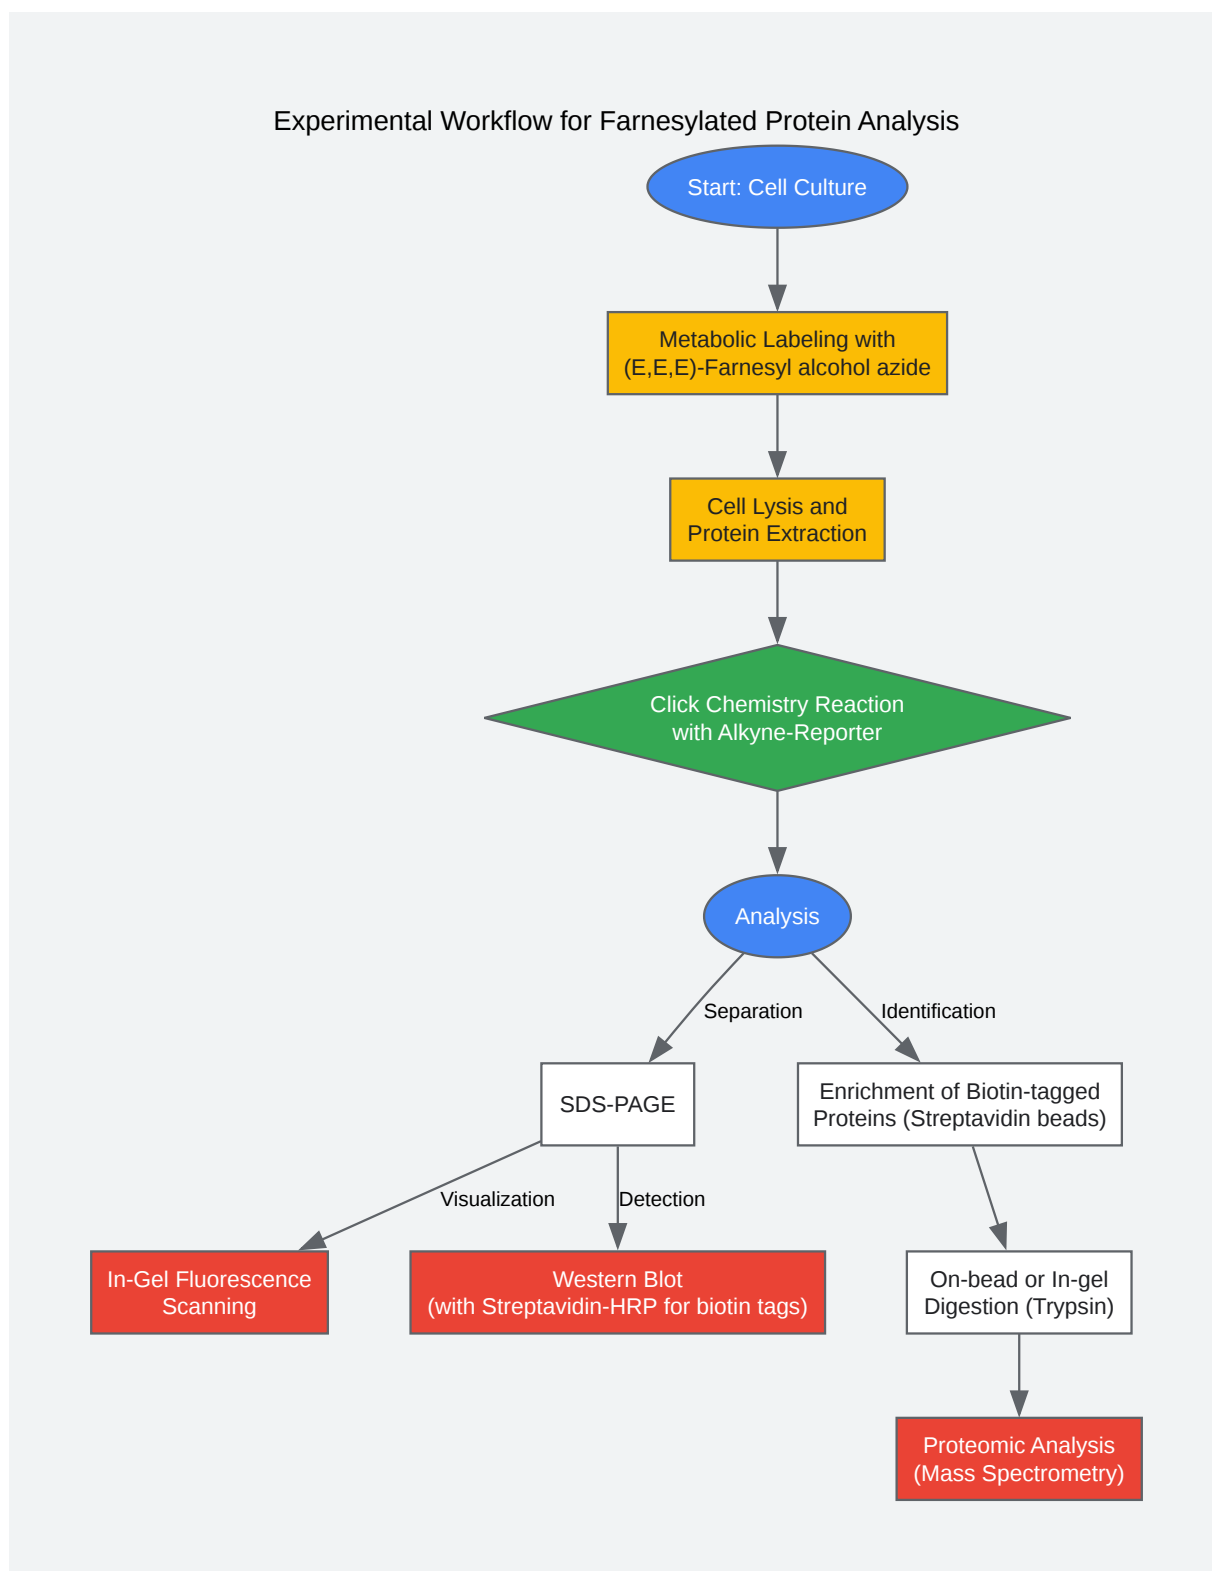 Experimental Workflow for Farnesylated Protein Analysis
Start: Cell Culture
Metabolic Labeling with
(E,E,E)-Farnesyl alcohol azide
Cell Lysis and
Protein Extraction
Click Chemistry Reaction
with Alkyne-Reporter
Analysis
Separation
Identification
SDS-PAGE
Enrichment of Biotin-tagged
Proteins (Streptavidin beads)
Visualization
Detection
In-Gel Fluorescence
Scanning
Western Blot
(with Streptavidin-HRP for biotin tags)
On-bead or In-gel
Digestion (Trypsin)
Proteomic Analysis
(Mass Spectrometry)